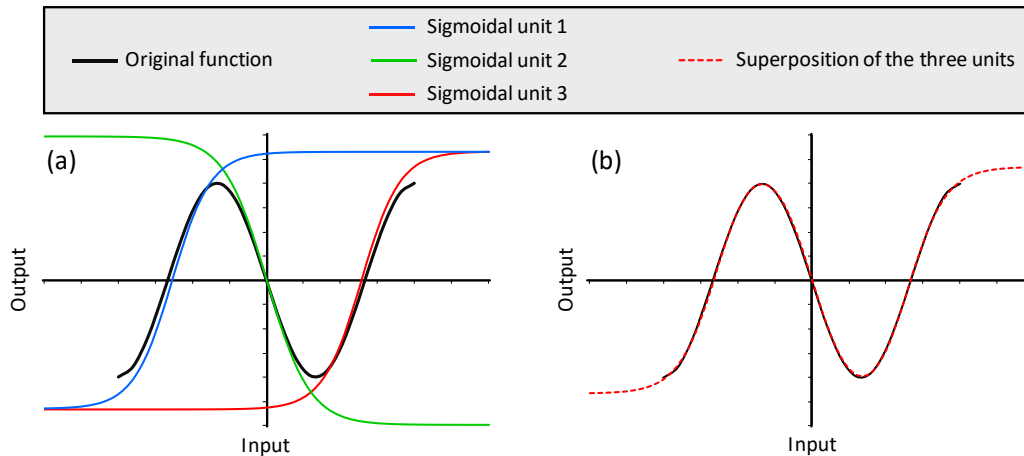 Original function
Sigmoidal unit 1
Sigmoidal unit 2
Sigmoidal unit 3
Superposition of the three units
(a)
Output
Input
(b)
Output
Input